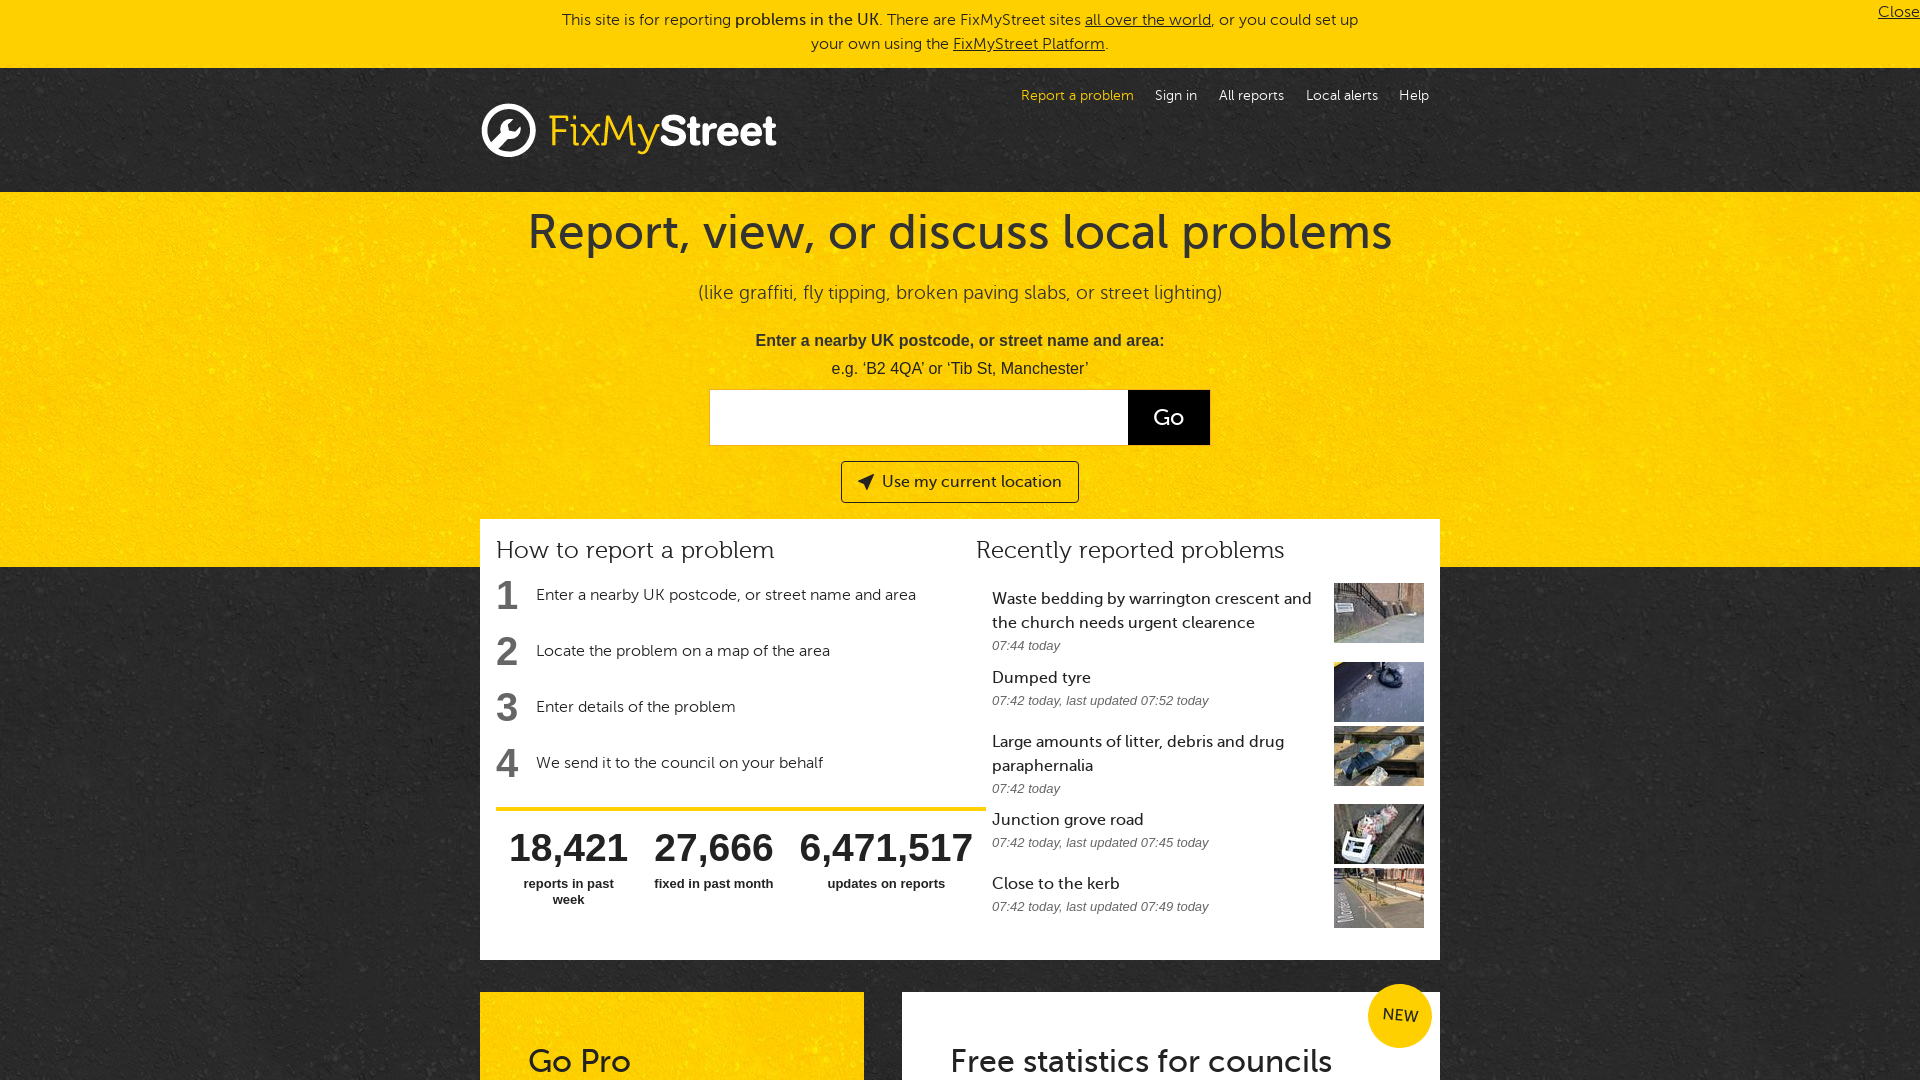 This site is for reporting problems in the UK. There are FixMyStreet sites all over the world, or you could set up
your own using the FixMyStreet Platform.
Close
Report a problem
Sign in
All reports
Local alerts
Help
FixMyStreet
Report, view, or discuss local problems
(like graffiti, fly tipping, broken paving slabs, or street lighting)
Enter a nearby UK postcode, or street name and area:
e.g. ‘B2 4QA’ or ‘Tib St, Manchester’
Go
Use my current location
How to report a problem
1 Enter a nearby UK postcode, or street name and area
2 Locate the problem on a map of the area
3 Enter details of the problem
4 We send it to the council on your behalf
18,421
reports in past
week
27,666
fixed in past month
6,471,517
updates on reports
Recently reported problems
Waste bedding by warrington crescent and
the church needs urgent clearence
07:44 today
Dumped tyre
07:42 today, last updated 07:52 today
Large amounts of litter, debris and drug
paraphernalia
07:42 today
Junction grove road
07:42 today, last updated 07:45 today
Close to the kerb
07:42 today, last updated 07:49 today
Go Pro
NEW
Free statistics for councils